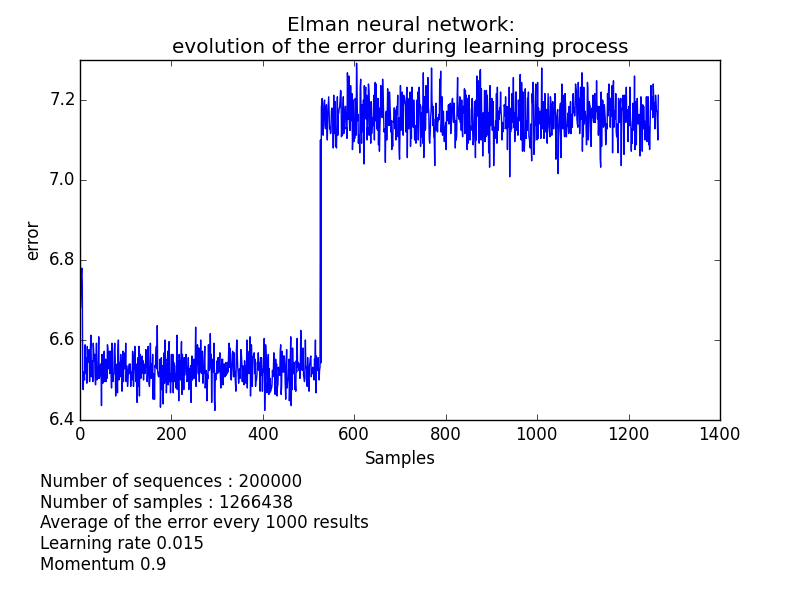 Elman neural network:
evolution of the error during learning process
7.2
7.0
6.8
6.6
6.4
error
0 200 400 600 800 1000 1200 1400
Samples
Number of sequences : 200000
Number of samples : 1266438
Average of the error every 1000 results
Learning rate 0.015
Momentum 0.9